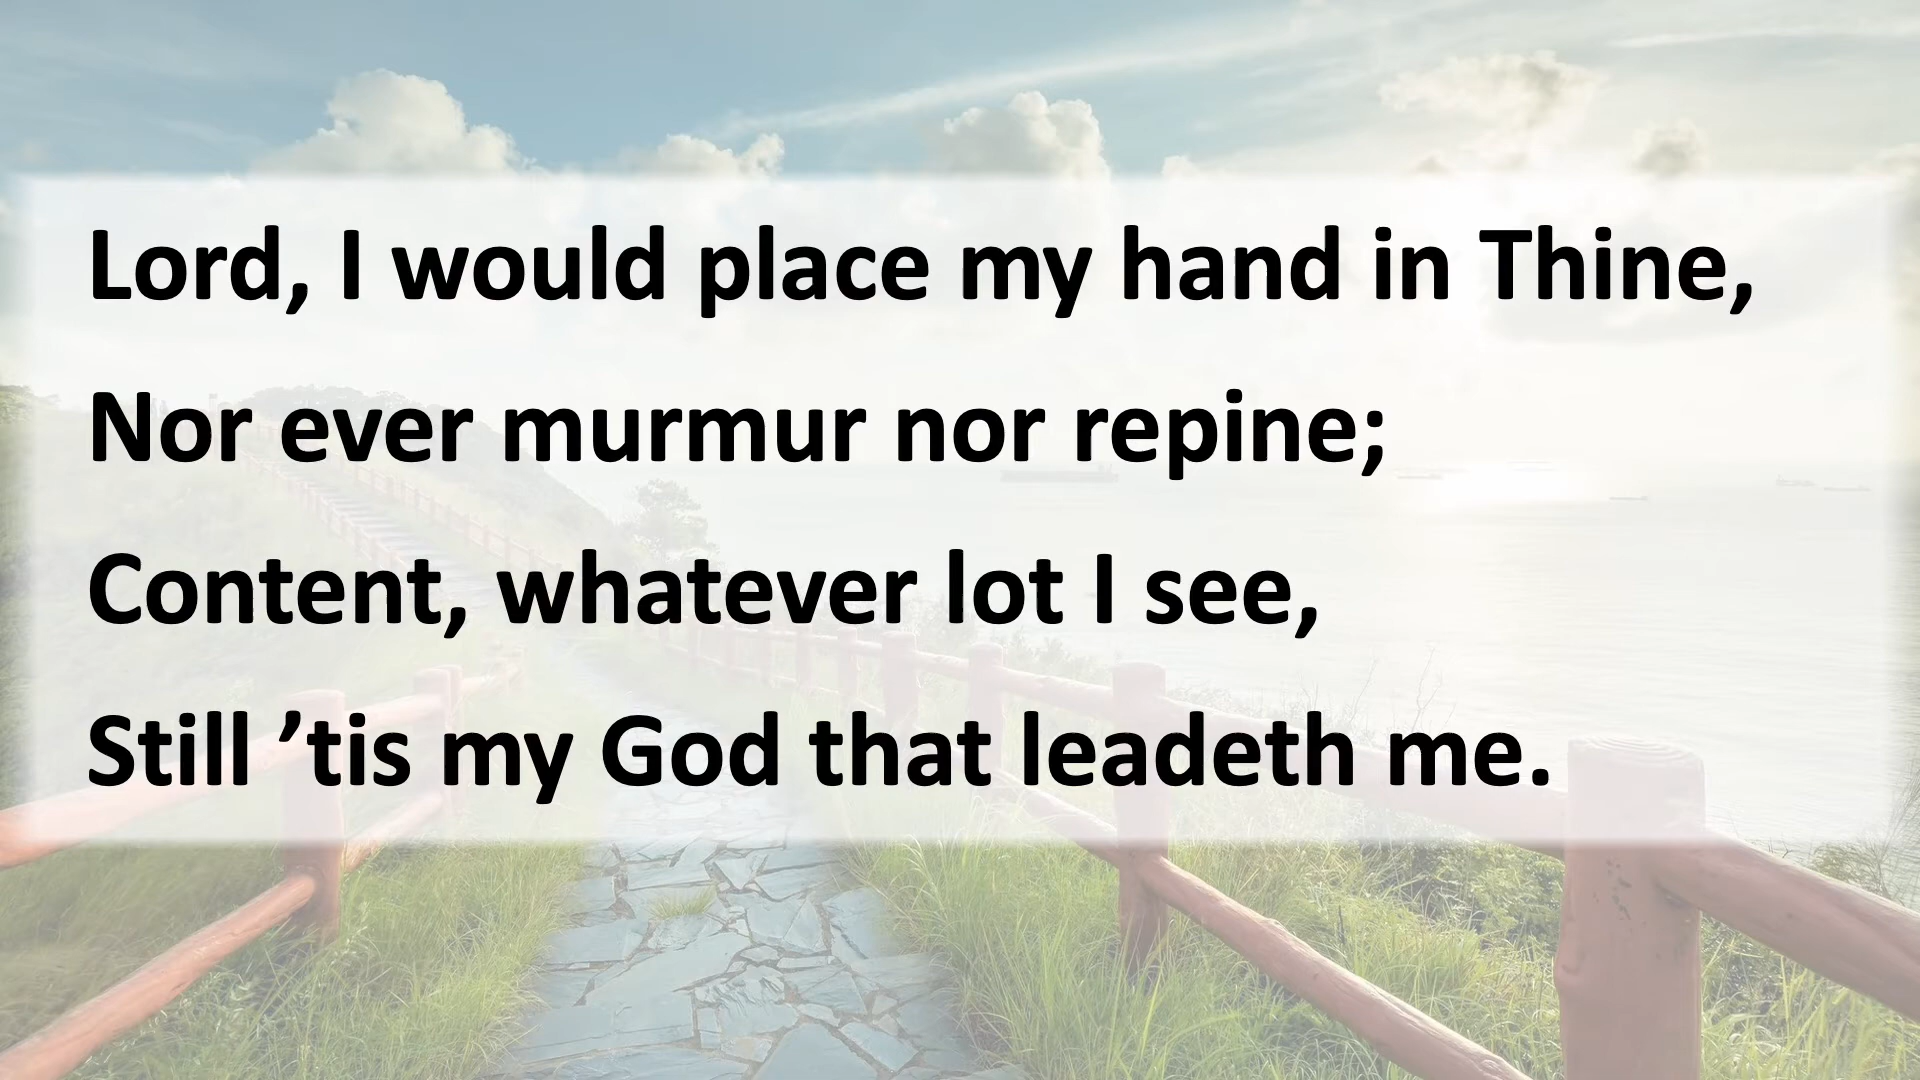 Lord, I would place my hand in Thine,
Nor ever murmur nor repine;
Content, whatever lot I see,
Still ’tis my God that leadeth me.